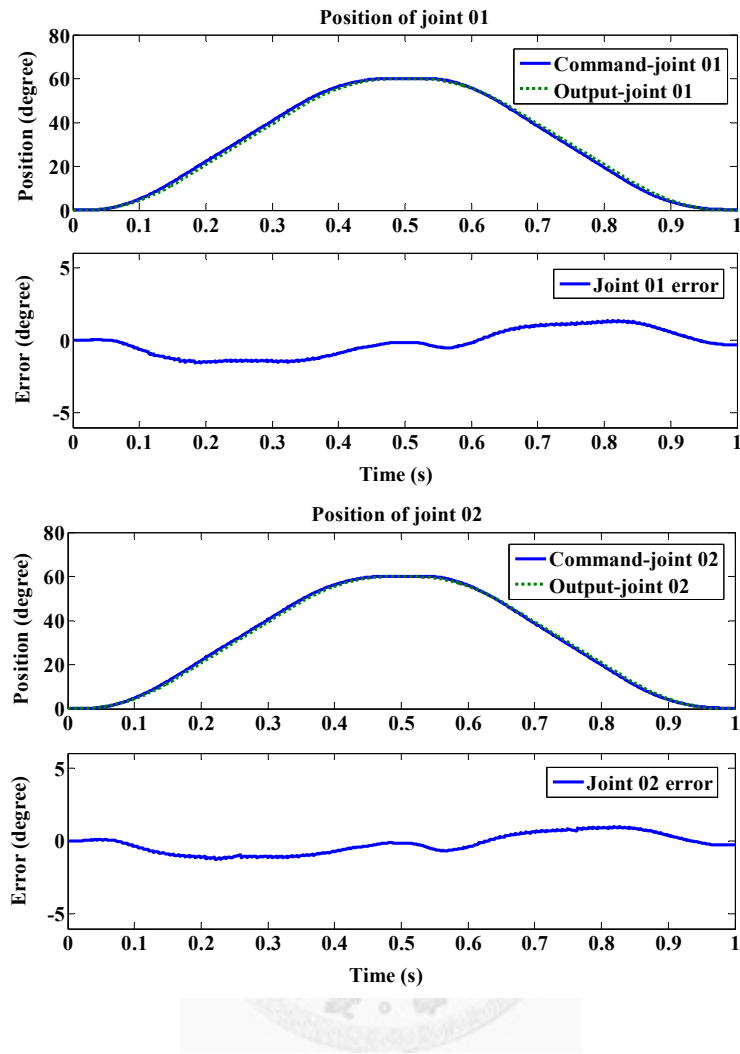 Position of joint 01
80
60
40
20
0
Position (degree)
Command-joint 01
Output-joint 01
0 0.1 0.2 0.3 0.4 0.5 0.6 0.7 0.8 0.9 1
5
0
-5
Error (degree)
Joint 01 error
0 0.1 0.2 0.3 0.4 0.5 0.6 0.7 0.8 0.9 1
Time (s)
Position of joint 02
80
60
40
20
0
Position (degree)
Command-joint 02
Output-joint 02
0 0.1 0.2 0.3 0.4 0.5 0.6 0.7 0.8 0.9 1
5
0
-5
Error (degree)
Joint 02 error
0 0.1 0.2 0.3 0.4 0.5 0.6 0.7 0.8 0.9 1
Time (s)